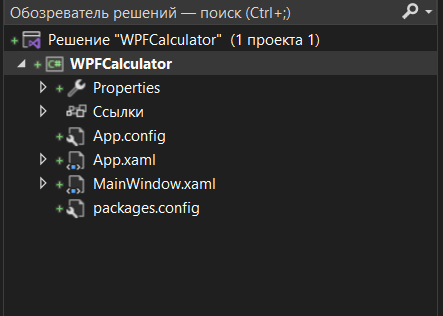 Обозреватель решений — поиск (Ctrl+;)
Решение "WPFCalculator" (1 проекта 1)
C# WPFCalculator
Properties
Ссылки
App.config
App.xaml
MainWindow.xaml
packages.config